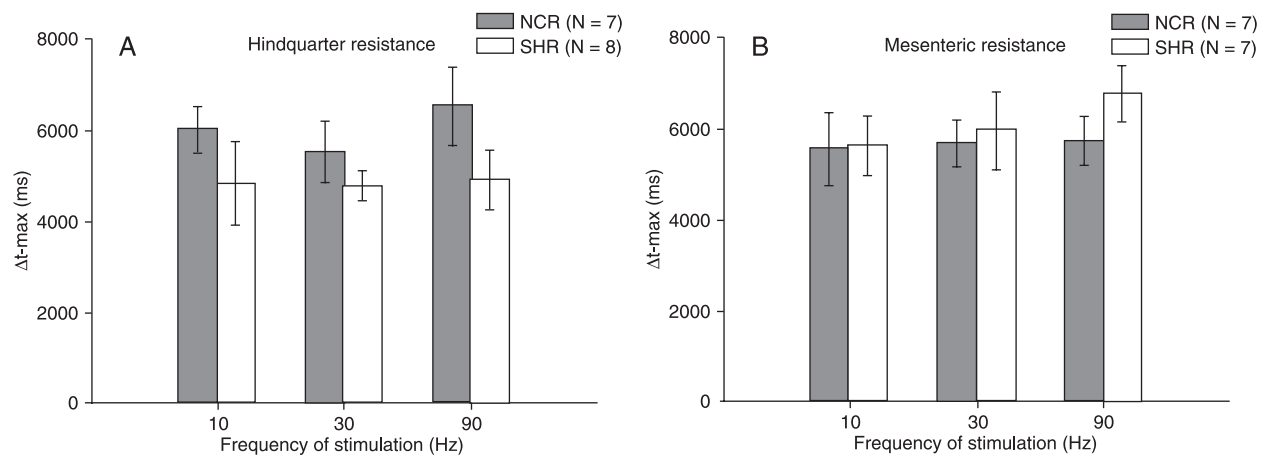 A
Hindquarter resistance
NCR (N = 7)
SHR (N = 8)
8000
6000
4000
2000
0
Δt-max (ms)
10 30 90
Frequency of stimulation (Hz)
B
Mesenteric resistance
NCR (N = 7)
SHR (N = 7)
8000
6000
4000
2000
0
Δt-max (ms)
10 30 90
Frequency of stimulation (Hz)